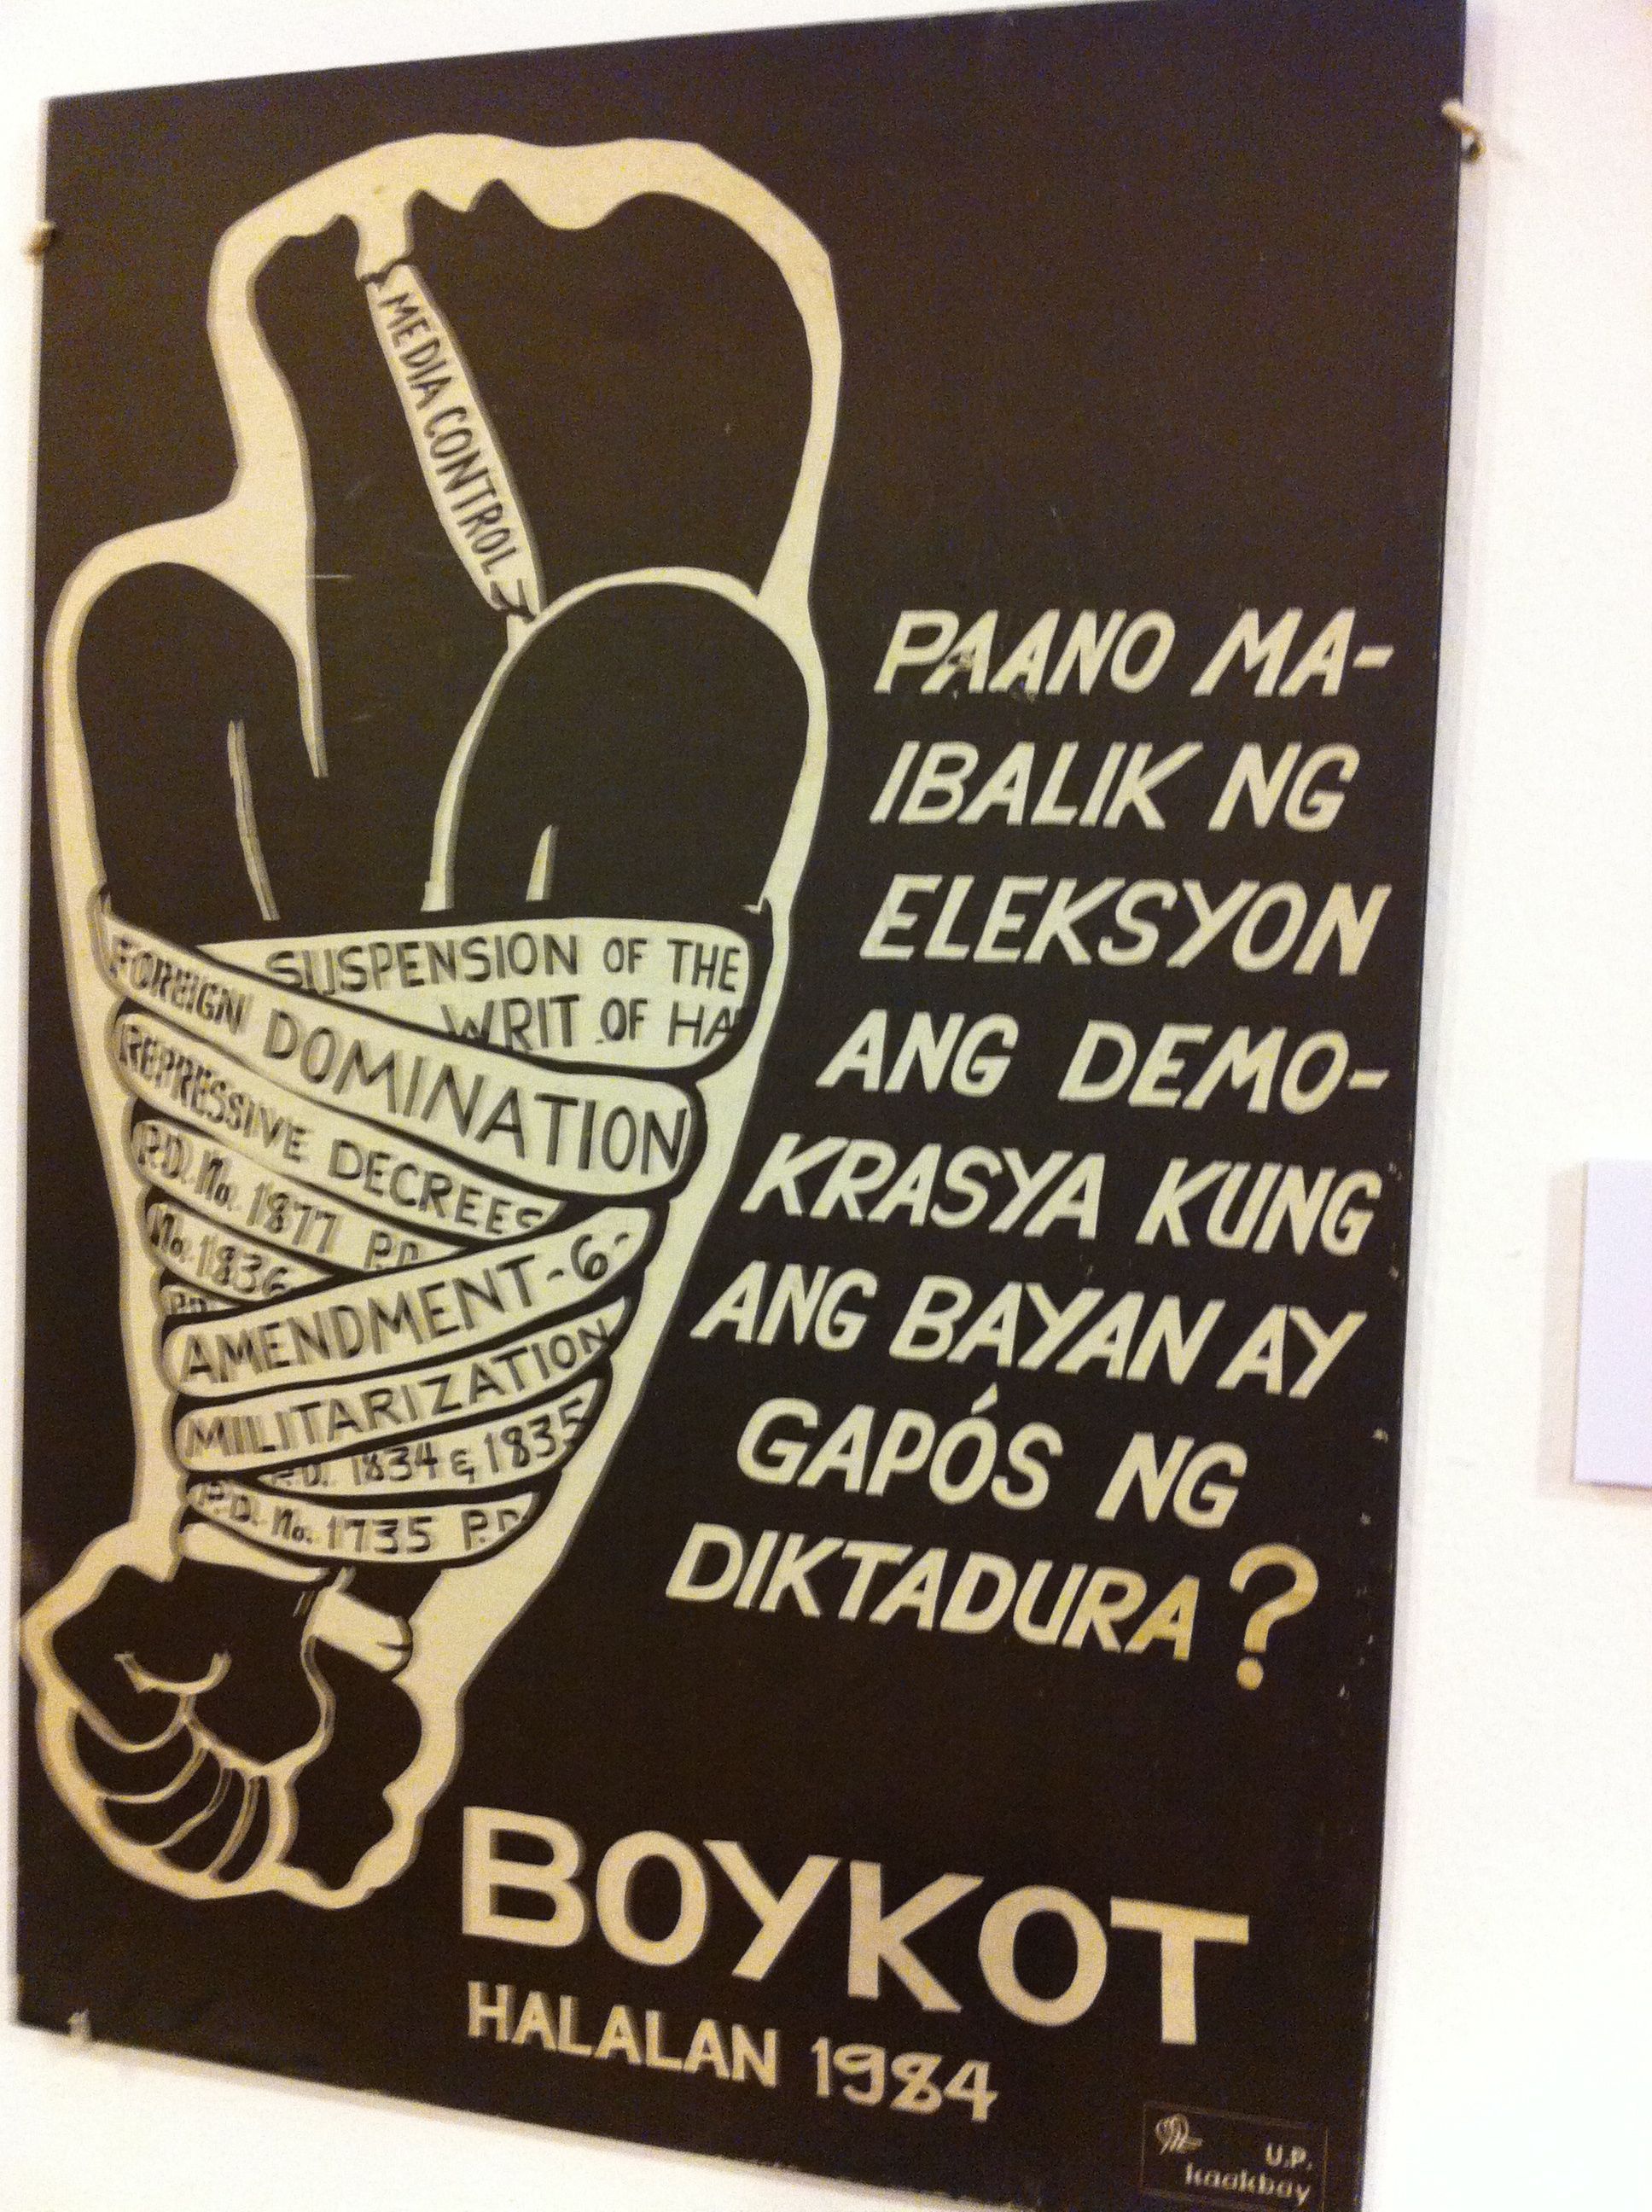 MEDIA CONTROL
SUSPENSION OF THE
WRIT OF HA
FOREIGN DOMINATION
REPRESSIVE DECREES
P.D. No. 1877 P.D.
No. 1836
P.D.
AMENDMENT-6-
MILITARIZATION
P.D. 1834 & 1835
P.D. No. 1735 P.D.
PAANO MA-
IBALIK NG
ELEKSYON
ANG DEMO-
KRASYA KUNG
ANG BAYAN AY
GAPÓS NG
DIKTADURA?
BOYKOT
HALALAN 1984
U.P.
kaakbay